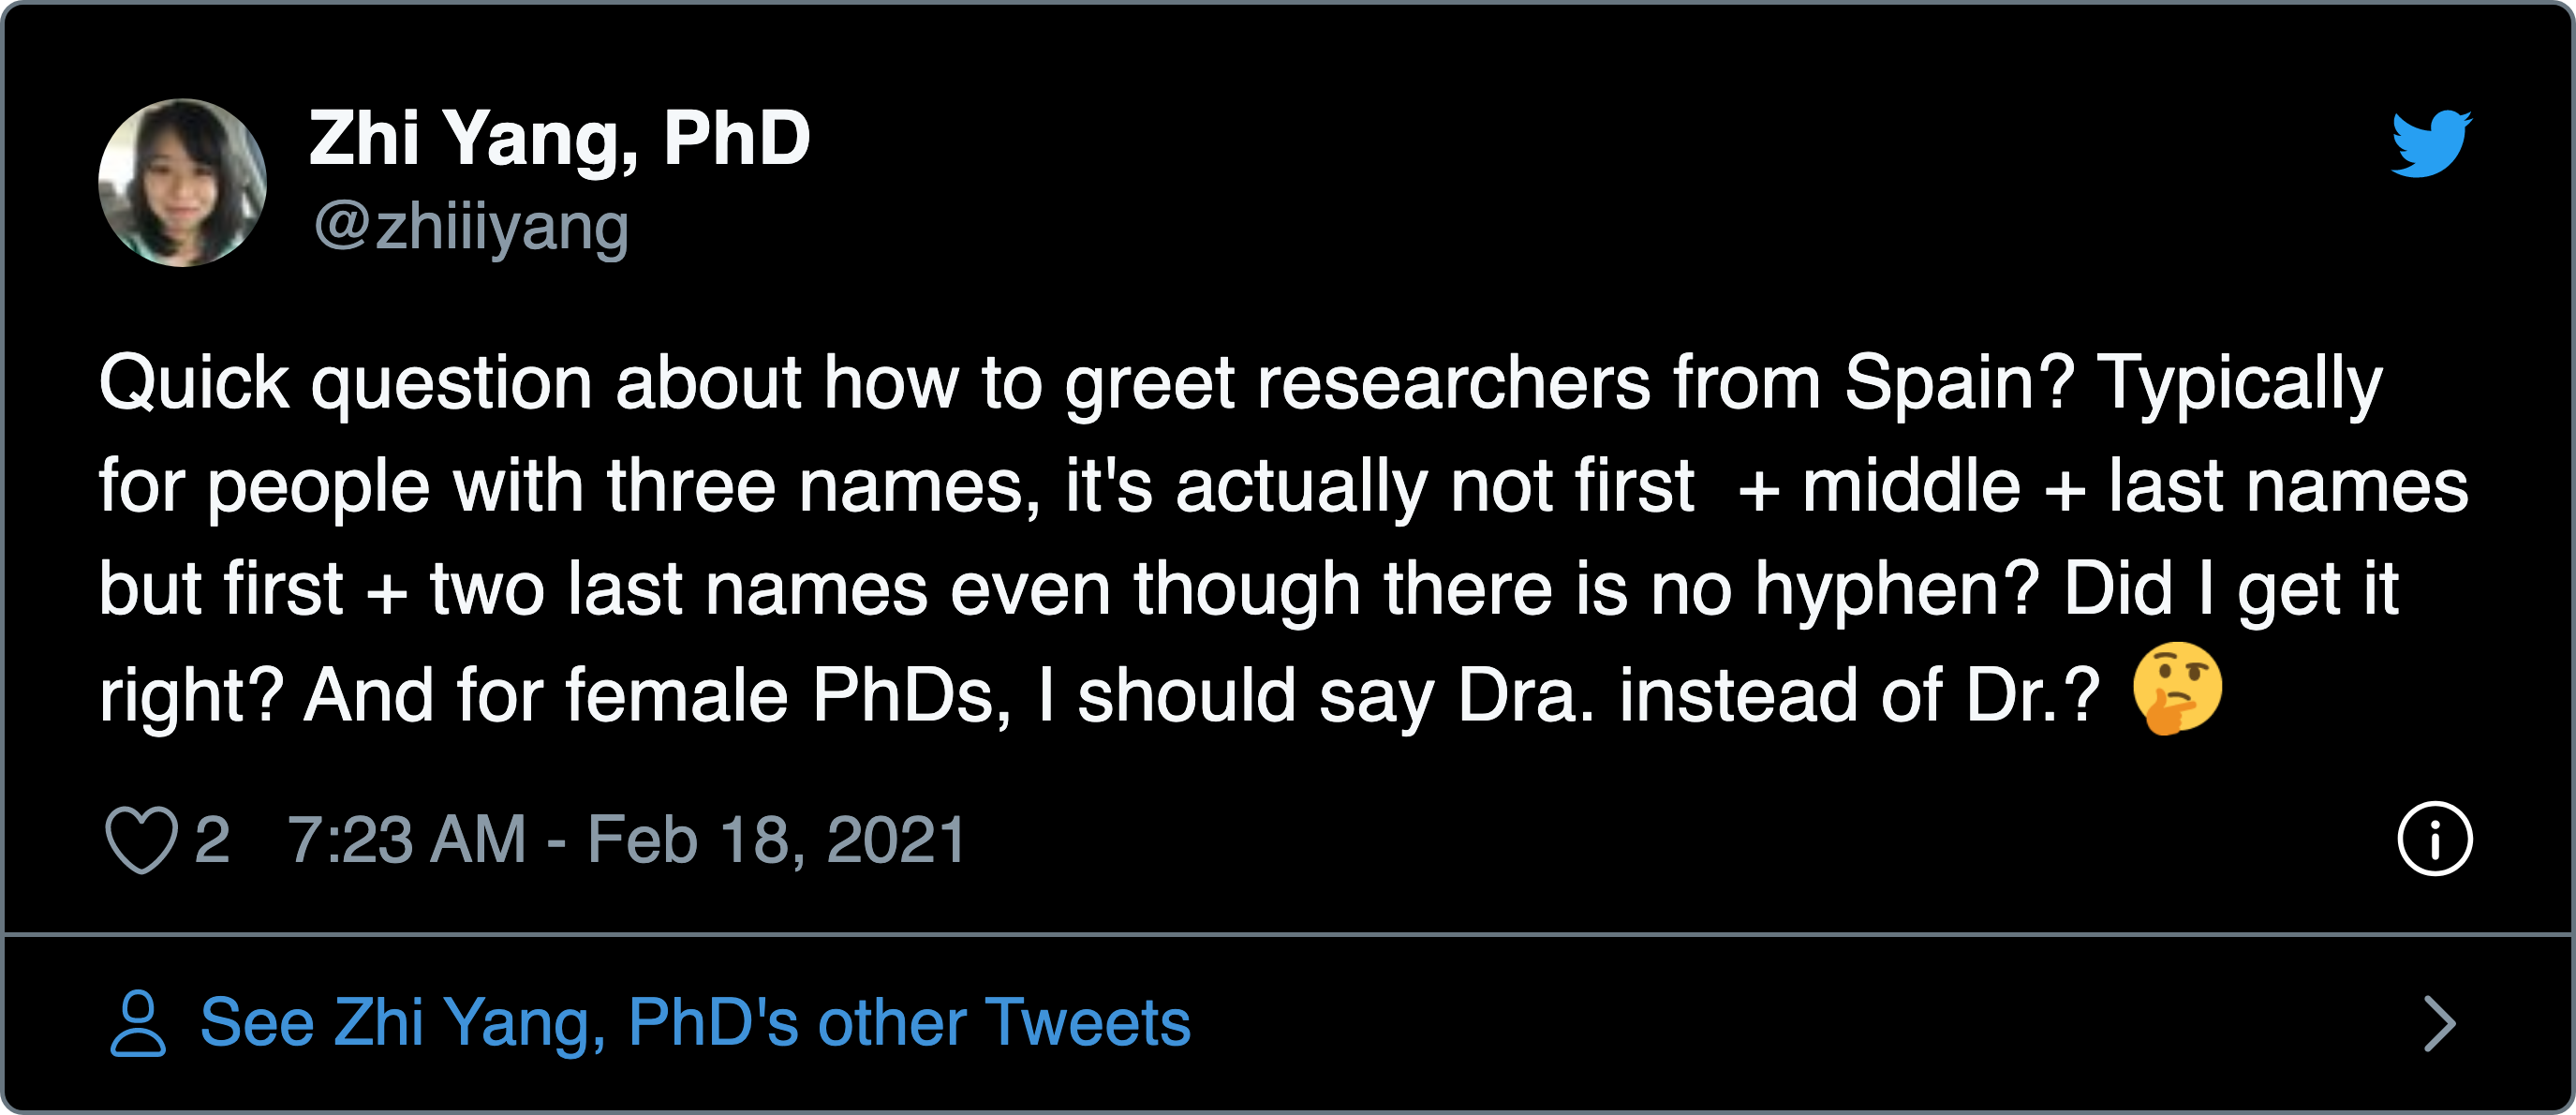 Zhi Yang, PhD
@zhiiiyang
Quick question about how to greet researchers from Spain? Typically
for people with three names, it's actually not first  + middle + last names
but first + two last names even though there is no hyphen? Did I get it
right? And for female PhDs, I should say Dra. instead of Dr.? 🤔
2 7:23 AM - Feb 18, 2021
See Zhi Yang, PhD's other Tweets